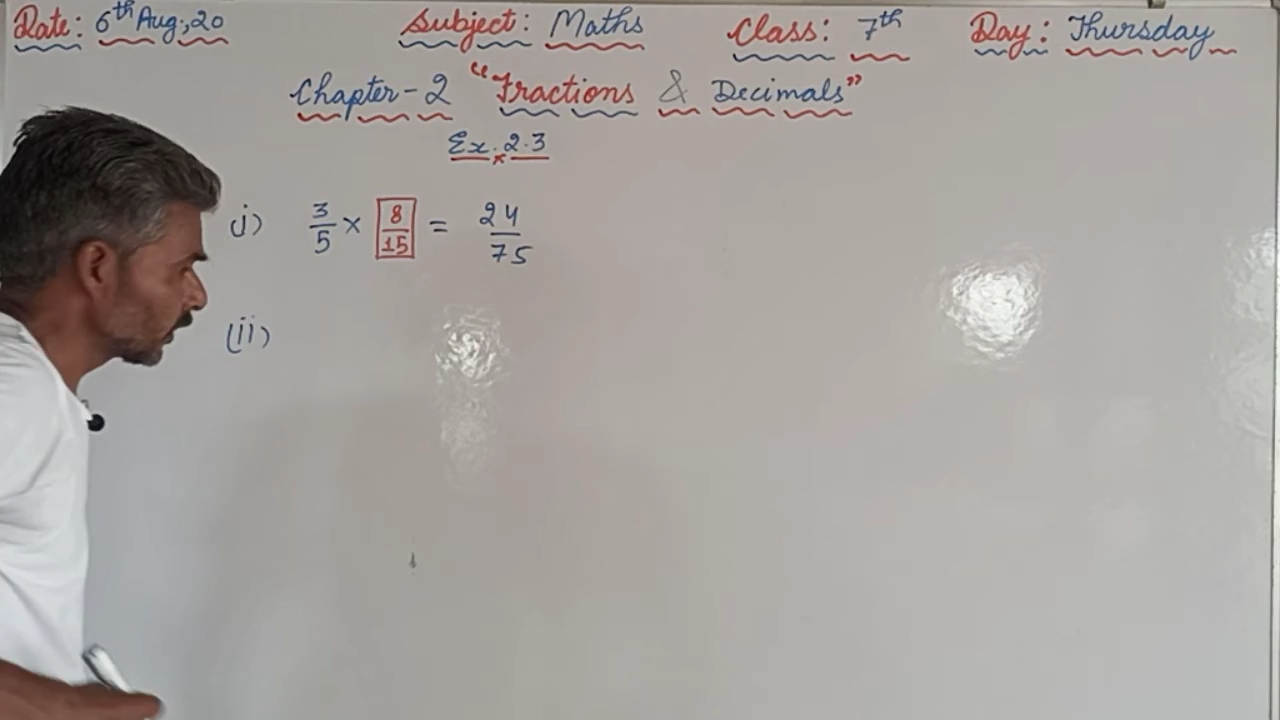 Date: 6th Aug,20 Subject: Maths Class: 7th Day: Thursday
Chapter-2 "Fractions & Decimals"
Ex. 2.3
(i) 3/5 × 8/15 = 24/75
(ii)